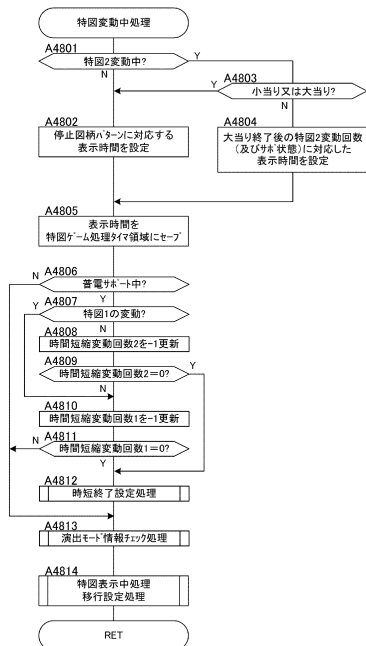 特図変動中処理
A4801
特図2変動中?
Y
N
A4803
小当り又は大当り?
Y
N
A4802
停止図柄ﾊﾟﾀｰﾝに対応する
表示時間を設定
A4804
大当り終了後の特図2変動回数
(及びｻﾎﾟ状態)に対応した
表示時間を設定
A4805
表示時間を
特図ｹﾞｰﾑ処理ﾀｲﾏ領域にｾｰﾌﾞ
A4806
N
普電ｻﾎﾟｰﾄ中?
Y
A4807
Y
特図1の変動?
N
A4808
時間短縮変動回数2を-1更新
A4809
時間短縮変動回数2=0?
Y
N
A4810
時間短縮変動回数1を-1更新
A4811
N
時間短縮変動回数1=0?
Y
A4812
時短終了設定処理
A4813
演出ﾓｰﾄﾞ情報ﾁｪｯｸ処理
A4814
特図表示中処理
移行設定処理
RET